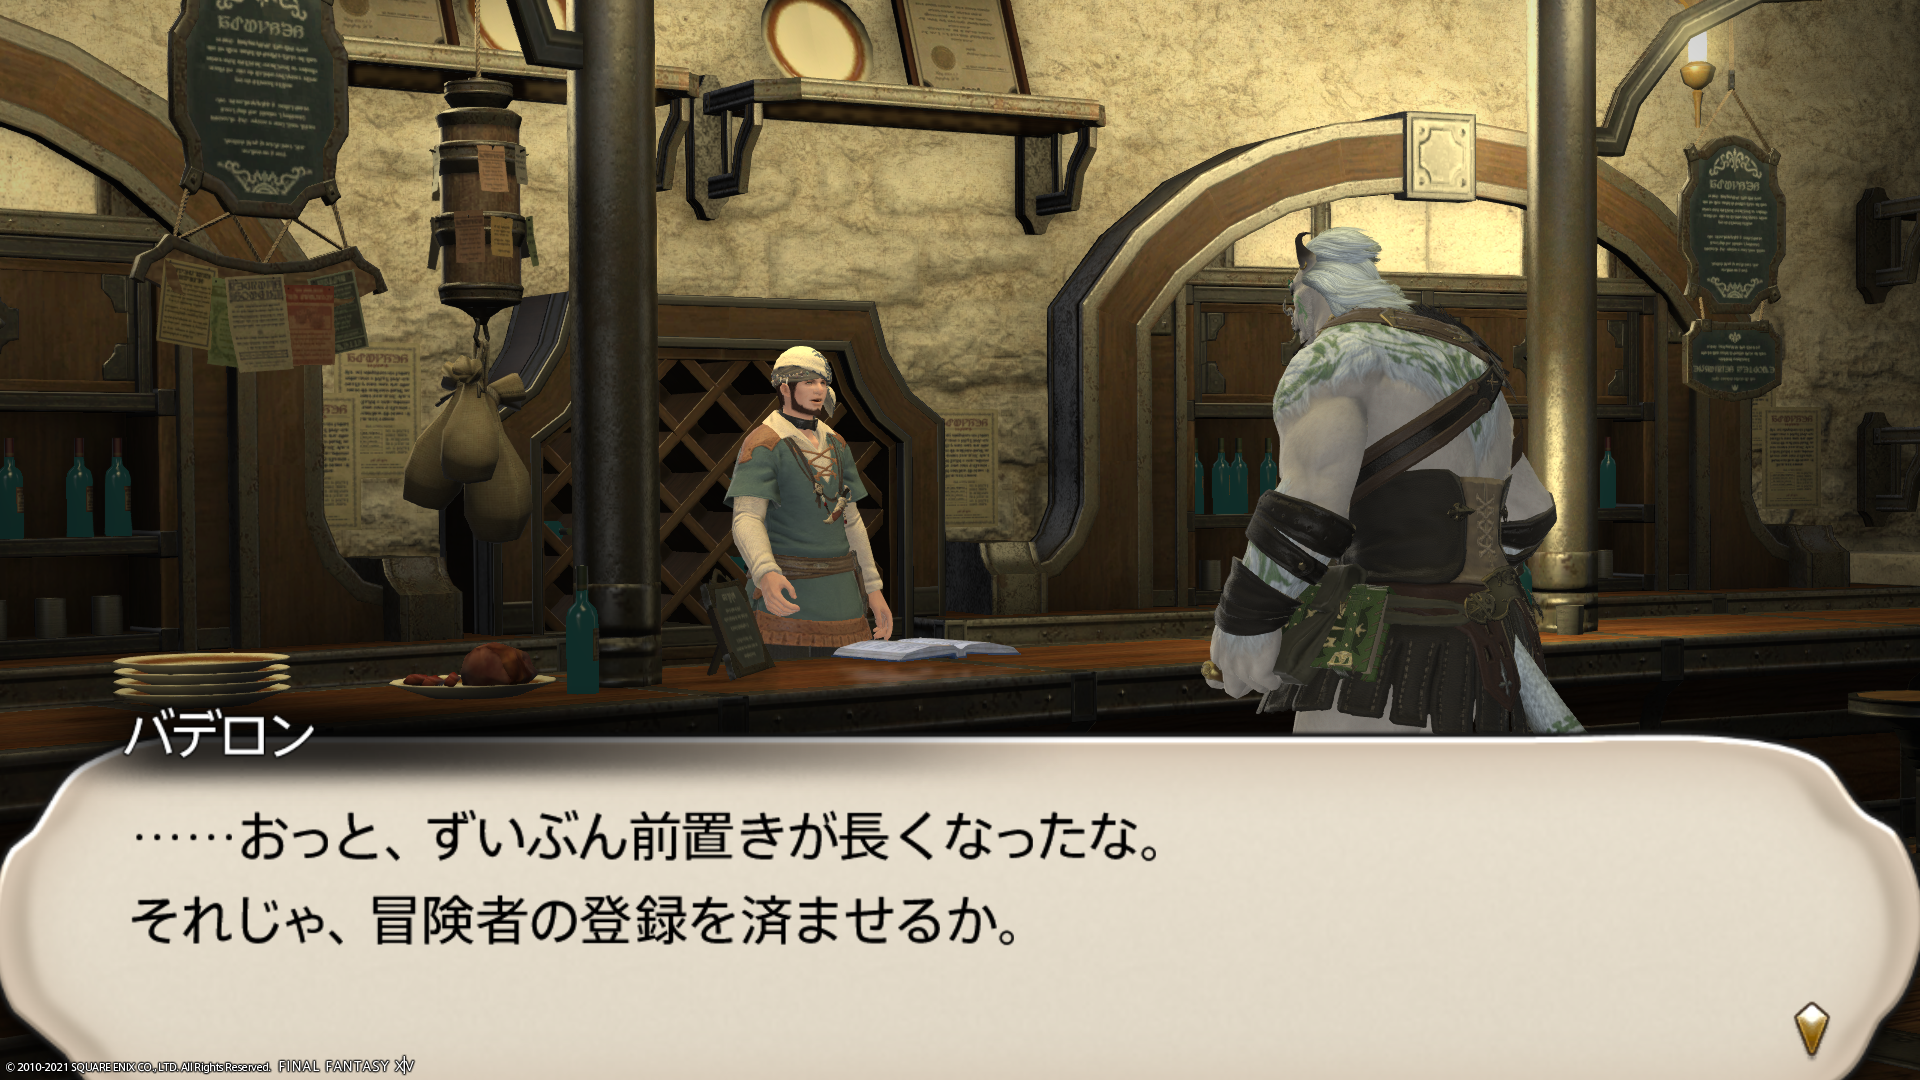 バデロン
……おっと、ずいぶん前置きが長くなったな。
それじゃ、冒険者の登録を済ませるか。
© 2010-2021 SQUARE ENIX CO., LTD. All Rights Reserved. FINAL FANTASY XIV